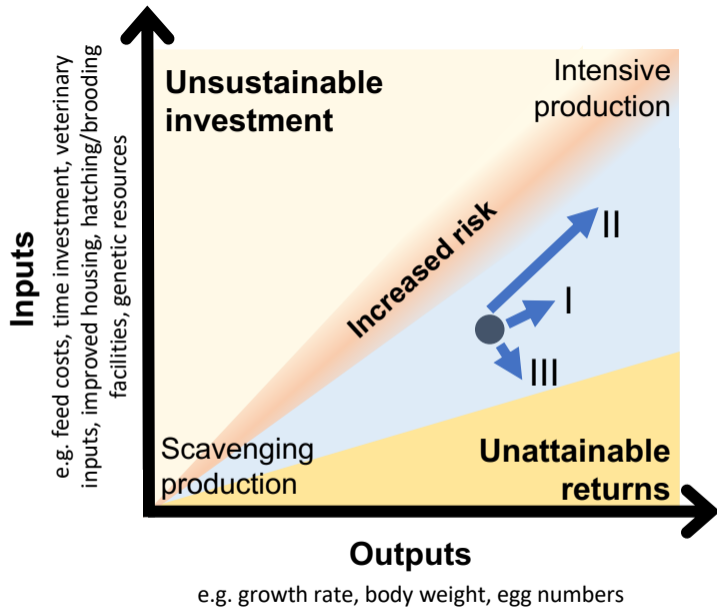 Unsustainable
investment
Intensive
production
Increased risk
II
I
III
Scavenging
production
Unattainable
returns
Inputs
e.g. feed costs, time investment, veterinary
inputs, improved housing, hatching/brooding
facilities, genetic resources
Outputs
e.g. growth rate, body weight, egg numbers